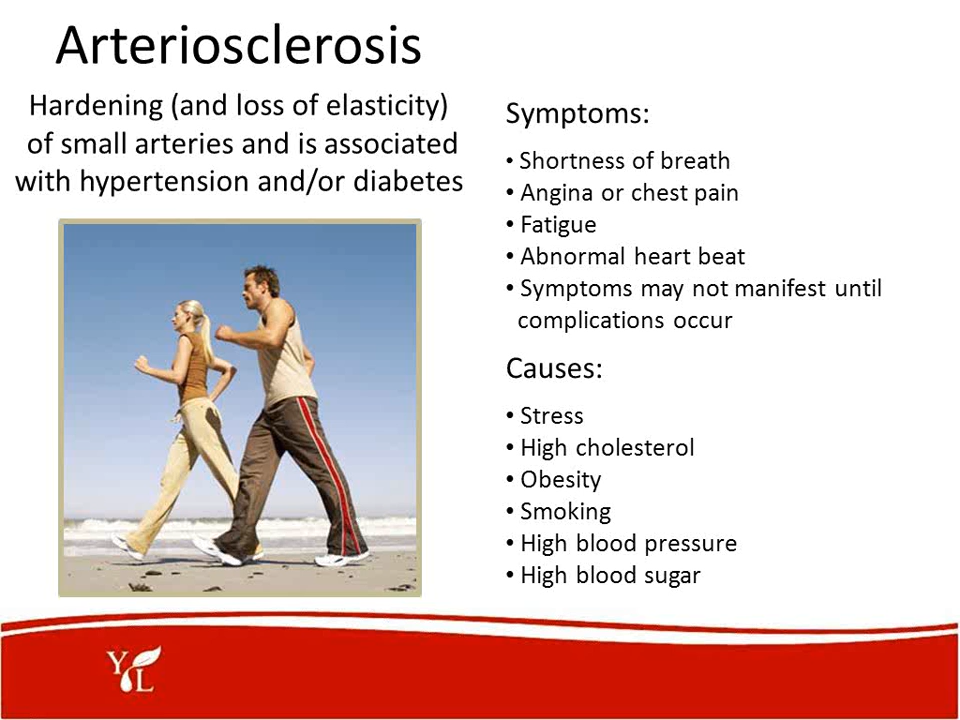 Arteriosclerosis
Hardening (and loss of elasticity)
of small arteries and is associated
with hypertension and/or diabetes
Symptoms:
• Shortness of breath
• Angina or chest pain
• Fatigue
• Abnormal heart beat
• Symptoms may not manifest until
complications occur
Causes:
• Stress
• High cholesterol
• Obesity
• Smoking
• High blood pressure
• High blood sugar
Y L